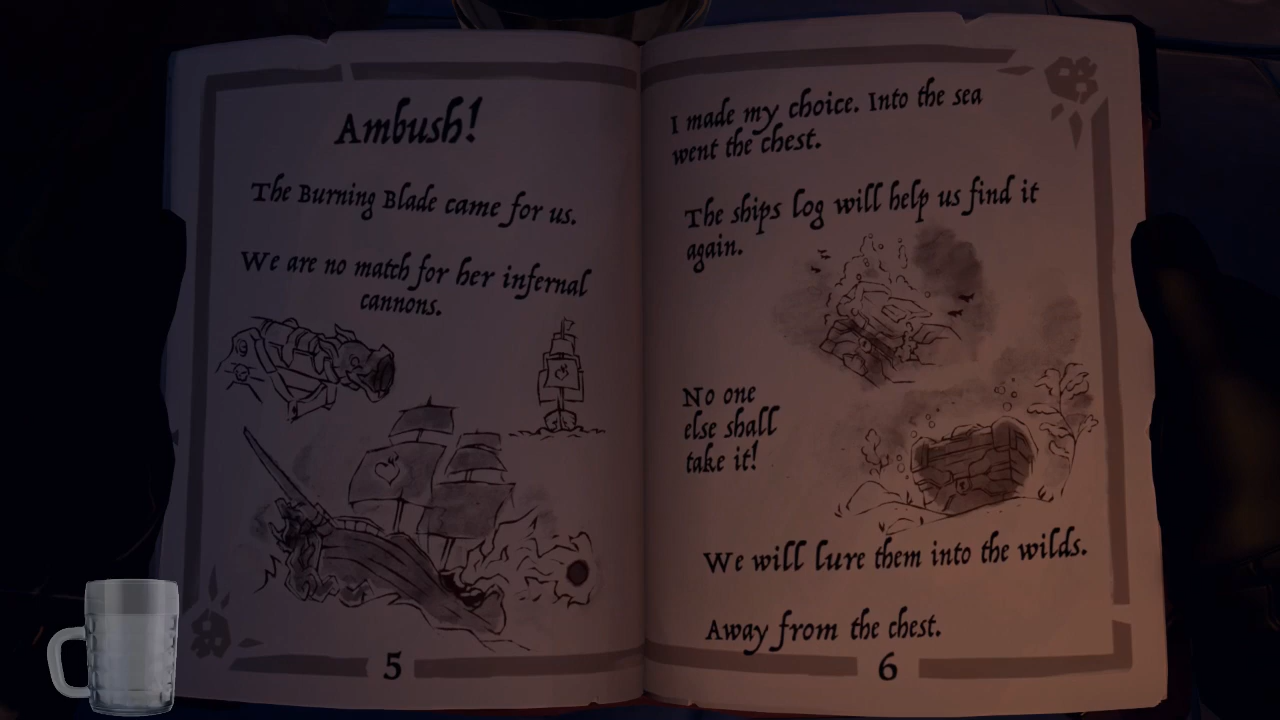 Ambush!
The Burning Blade came for us.
We are no match for her infernal
cannons.
5
I made my choice. Into the sea
went the chest.
The ships log will help us find it
again.
No one
else shall
take it!
We will lure them into the wilds.
Away from the chest.
6